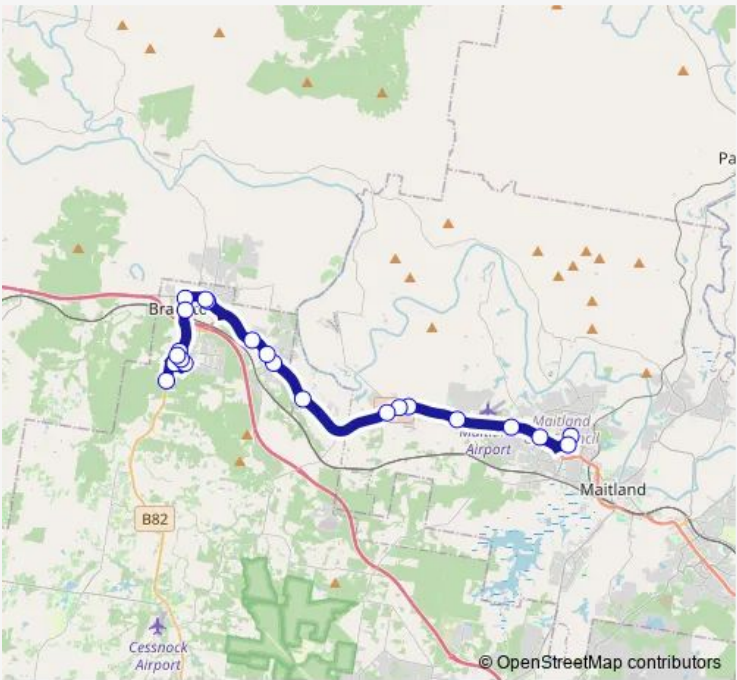 Pa
Maitland
Airport
Maitland
B82
Cessnock
Airport
© OpenStreetMap contributors